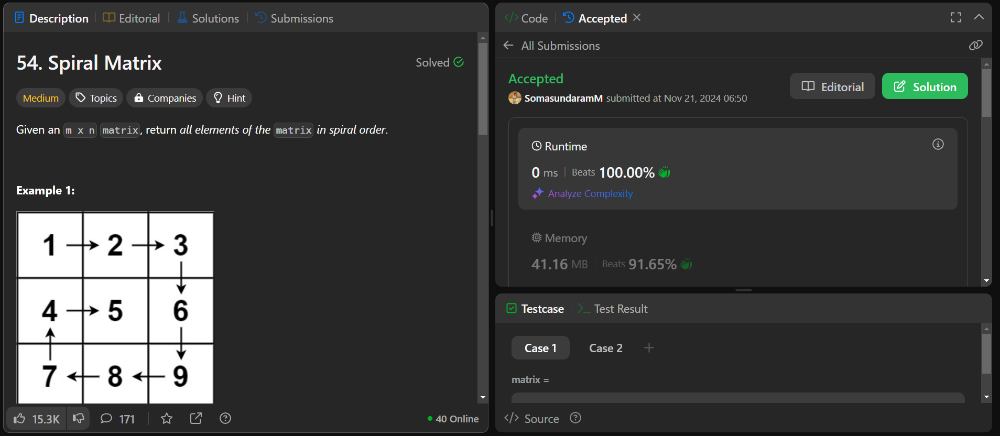 Description
Editorial
Solutions
Submissions
54. Spiral Matrix
Solved
Medium
Topics
Companies
Hint
Given an m x n matrix, return all elements of the matrix in spiral order.
Example 1:
1 2 3
4 5 6
7 8 9
15.3K
171
40 Online
</> Code
Accepted
All Submissions
Accepted
Editorial
Solution
SomasundaramM submitted at Nov 21, 2024 06:50
Runtime
0 ms | Beats 100.00%
Analyze Complexity
Memory
41.16 MB | Beats 91.65%
Testcase
Test Result
Case 1
Case 2
+
matrix =
</> Source